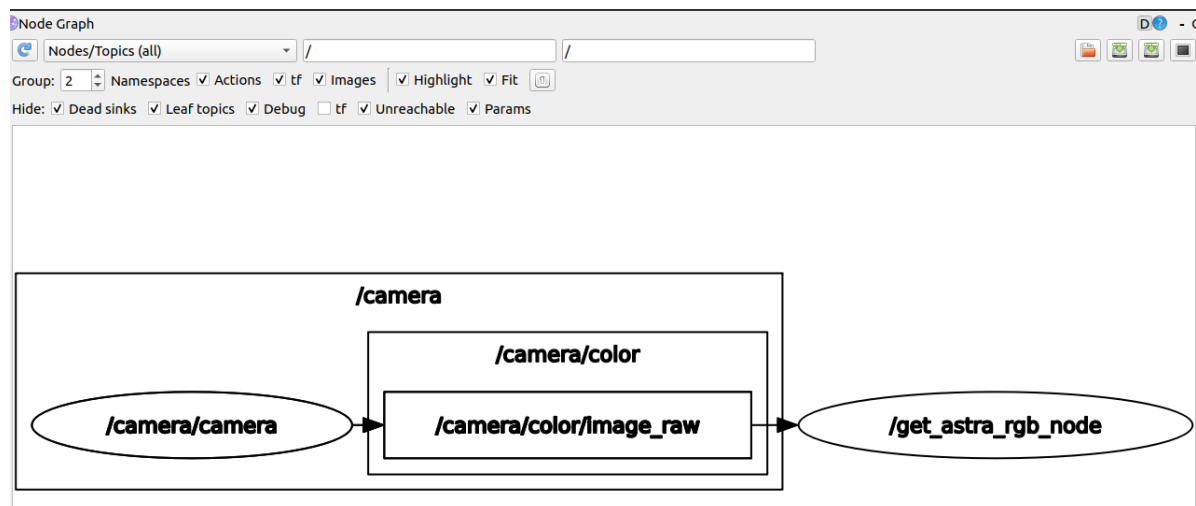 Node Graph
D? -
Nodes/Topics (all) / /
Group: 2 Namespaces Actions tf Images Highlight Fit
Hide: Dead sinks Leaf topics Debug tf Unreachable Params
/camera
/camera/color
/camera/camera /camera/color/image_raw /get_astra_rgb_node